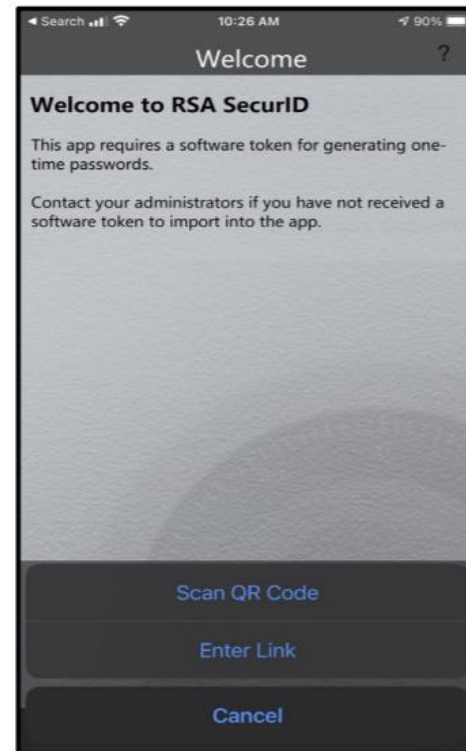 Search 10:26 AM 90%
Welcome ?
Welcome to RSA SecurID
This app requires a software token for generating one-
time passwords.
Contact your administrators if you have not received a
software token to import into the app.
Scan QR Code
Enter Link
Cancel